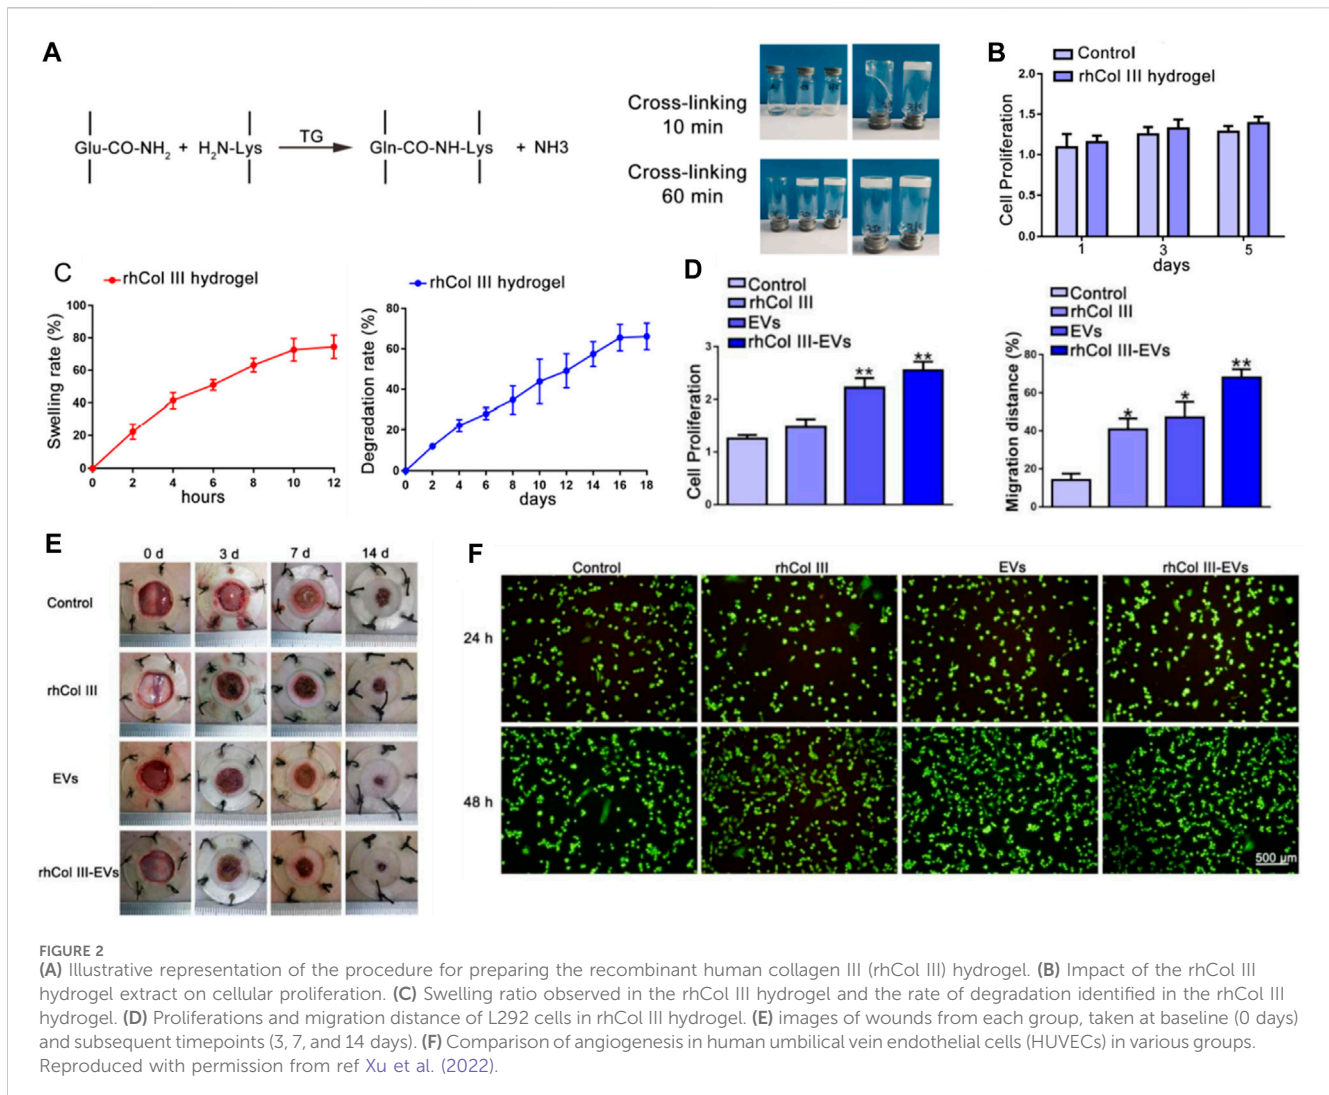 A
Glu-CO-NH2 + H2N-Lys
TG
Gln-CO-NH-Lys + NH3
Cross-linking
10 min
Cross-linking
60 min
B
Control
rhCol III hydrogel
Cell Proliferation
2.0
1.5
1.0
0.5
0.0
1 3 5
days
C
rhCol III hydrogel
Swelling rate (%)
100
80
60
40
20
0
0 2 4 6 8 10 12
hours
rhCol III hydrogel
Degradation rate (%)
80
60
40
20
0
0 2 4 6 8 10 12 14 16 18
days
D
Control
rhCol III
EVs
rhCol III-EVs
Cell Proliferation
3
2
1
0
** **
Control
rhCol III
EVs
rhCol III-EVs
Migration distance (%)
80
60
40
20
0
* * **
E
0 d 3 d 7 d 14 d
Control
rhCol III
EVs
rhCol III-EVs
F
Control rhCol III EVs rhCol III-EVs
24 h
48 h
500 µm
FIGURE 2
(A) Illustrative representation of the procedure for preparing the recombinant human collagen III (rhCol III) hydrogel. (B) Impact of the rhCol III
hydrogel extract on cellular proliferation. (C) Swelling ratio observed in the rhCol III hydrogel and the rate of degradation identified in the rhCol III
hydrogel. (D) Proliferations and migration distance of L292 cells in rhCol III hydrogel. (E) images of wounds from each group, taken at baseline (0 days)
and subsequent timepoints (3, 7, and 14 days). (F) Comparison of angiogenesis in human umbilical vein endothelial cells (HUVECs) in various groups.
Reproduced with permission from ref Xu et al. (2022).